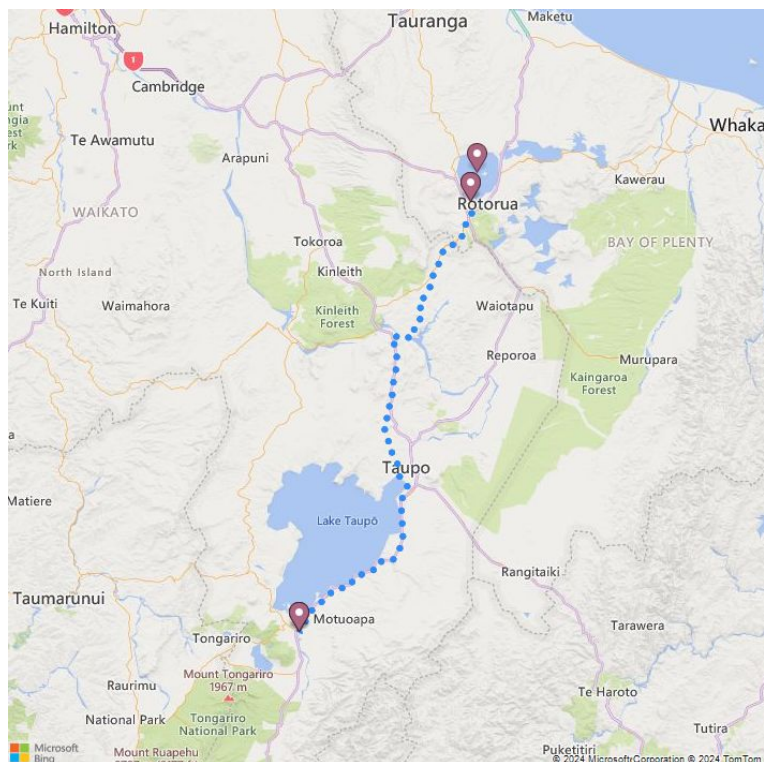 Tauranga
Maketu
Hamilton
1
Cambridge
Te Awamutu
Arapuni
Whaka
Kawerau
Rotorua
WAIKATO
BAY OF PLENTY
Tokoroa
North Island
Kinleith
Te Kuiti
Waimahora
Kinleith
Forest
Waiotapu
Reporoa
Murupara
Kaingaroa
Forest
Taupo
Matiere
Lake Taupō
Rangitaiki
Taumarunui
Motuoapa
Tarawera
Tongariro
Mount Tongariro
1967 m
Raurimu
Te Haroto
National Park
Tongariro
National Park
Tutira
Mount Ruapehu
Puketitiri
Microsoft
Bing
© 2024 Microsoft Corporation © 2024 TomTom